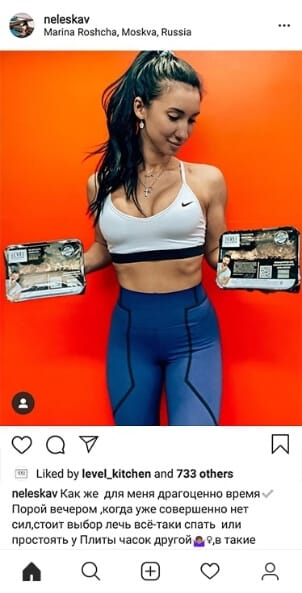 neleskav
Marina Roshcha, Moskva, Russia
LEVEL
Liked by level_kitchen and 733 others
neleskav Как же для меня драгоценно время
Порой вечером ,когда уже совершенно нет
сил,стоит выбор лечь всё-таки спать или
простоять у Плиты часок другой ,в такие